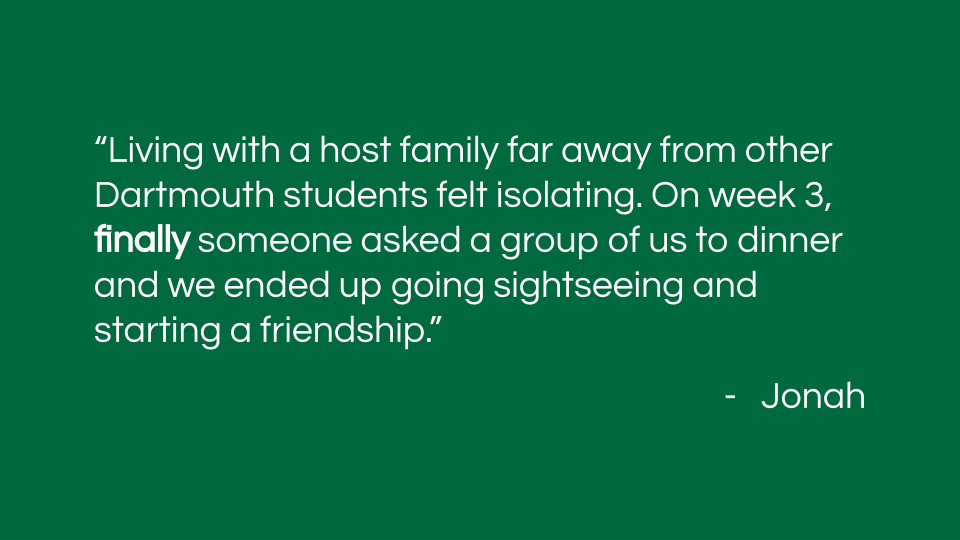 “Living with a host family far away from other
Dartmouth students felt isolating. On week 3,
finally someone asked a group of us to dinner
and we ended up going sightseeing and
starting a friendship.”
- Jonah